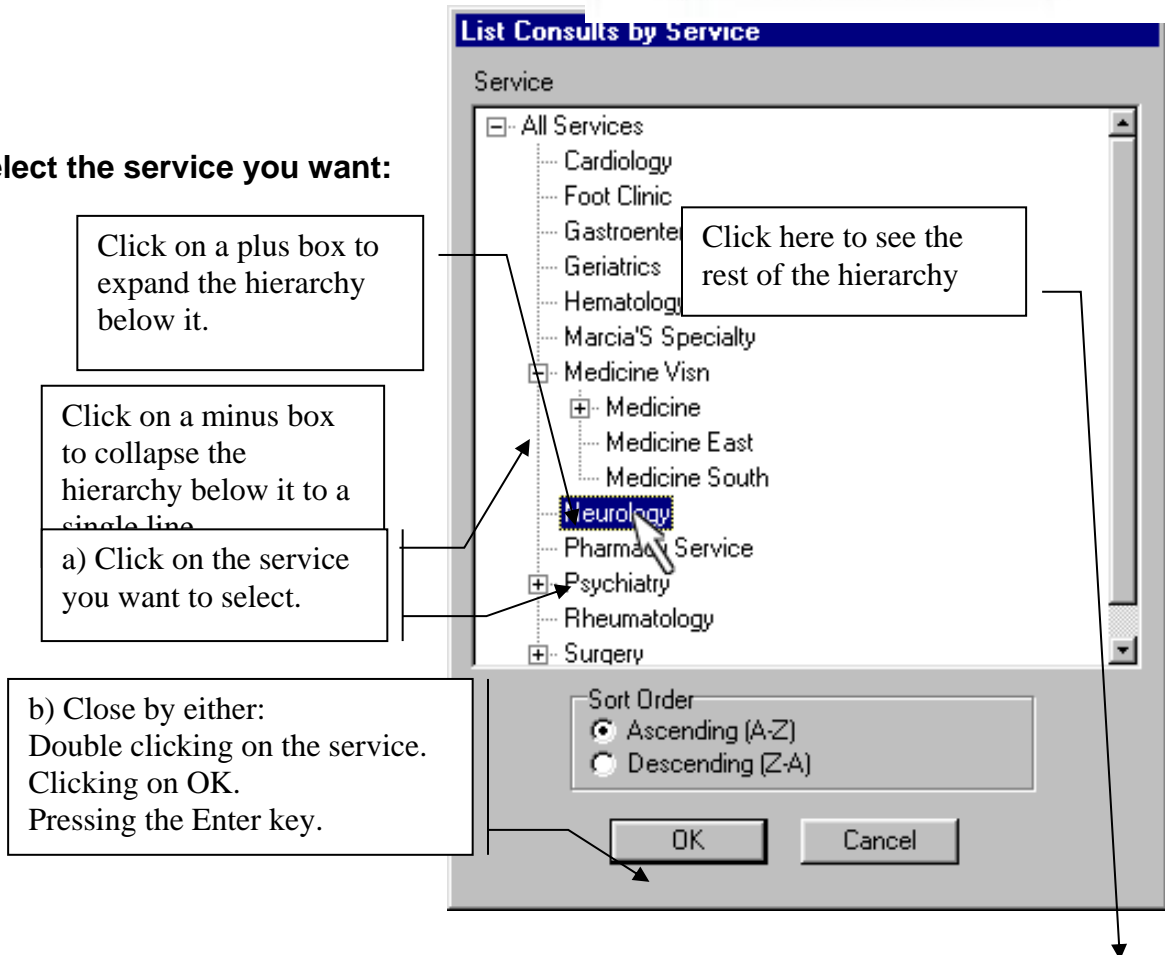 List Consults by Service
Service
All Services
Cardiology
Foot Clinic
Geriatrics
Hematology
Marcia'S Specialty
Medicine Visn
Medicine
Medicine East
Medicine South
Neurology
Pharmacy Service
Psychiatry
Rheumatology
Surgery
Sort Order
Ascending (A-Z)
Descending (Z-A)
OK
Cancel
the service you want:
Click on a plus box to
expand the hierarchy
below it.
Click here to see the
rest of the hierarchy
Click on a minus box
to collapse the
hierarchy below it to a
single line
a) Click on the service
you want to select.
b) Close by either:
Double clicking on the service.
Clicking on OK.
Pressing the Enter key.